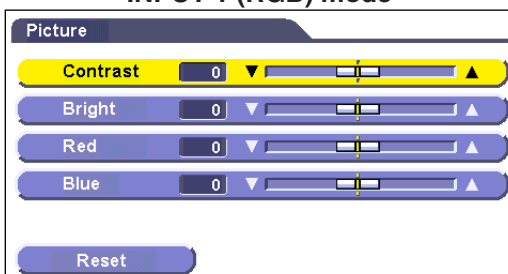 INPUT 1 (RGB) mode
Picture
Contrast 0
Bright 0
Red 0
Blue 0
Reset